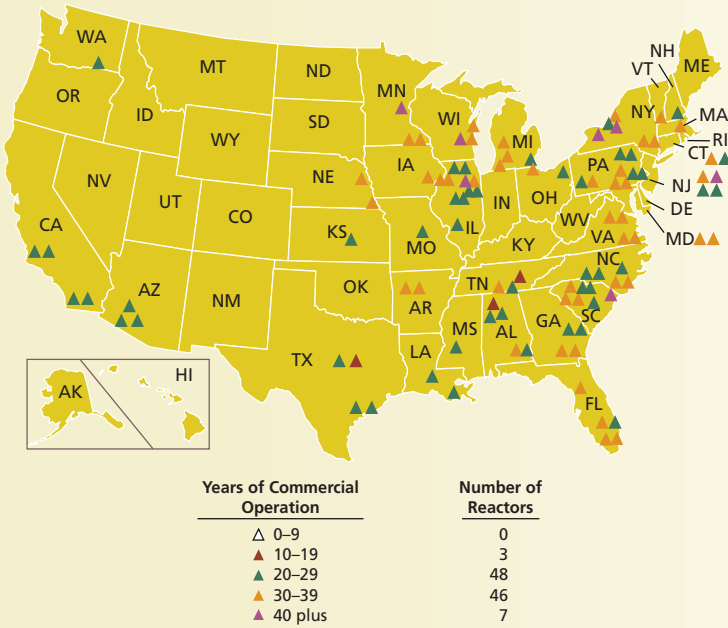 WA
MT
ND
MN
VT
NH
ME
OR
ID
SD
WI
MI
NY
MA
RI
CT
WY
NE
IA
PA
NJ
NV
UT
CO
IL
IN
OH
WV
DE
MD
CA
KS
MO
KY
VA
AZ
NM
OK
AR
TN
NC
SC
TX
LA
MS
AL
GA
FL
AK
HI
Years of Commercial
Operation
Number of
Reactors
0–9 0
10–19 3
20–29 48
30–39 46
40 plus 7